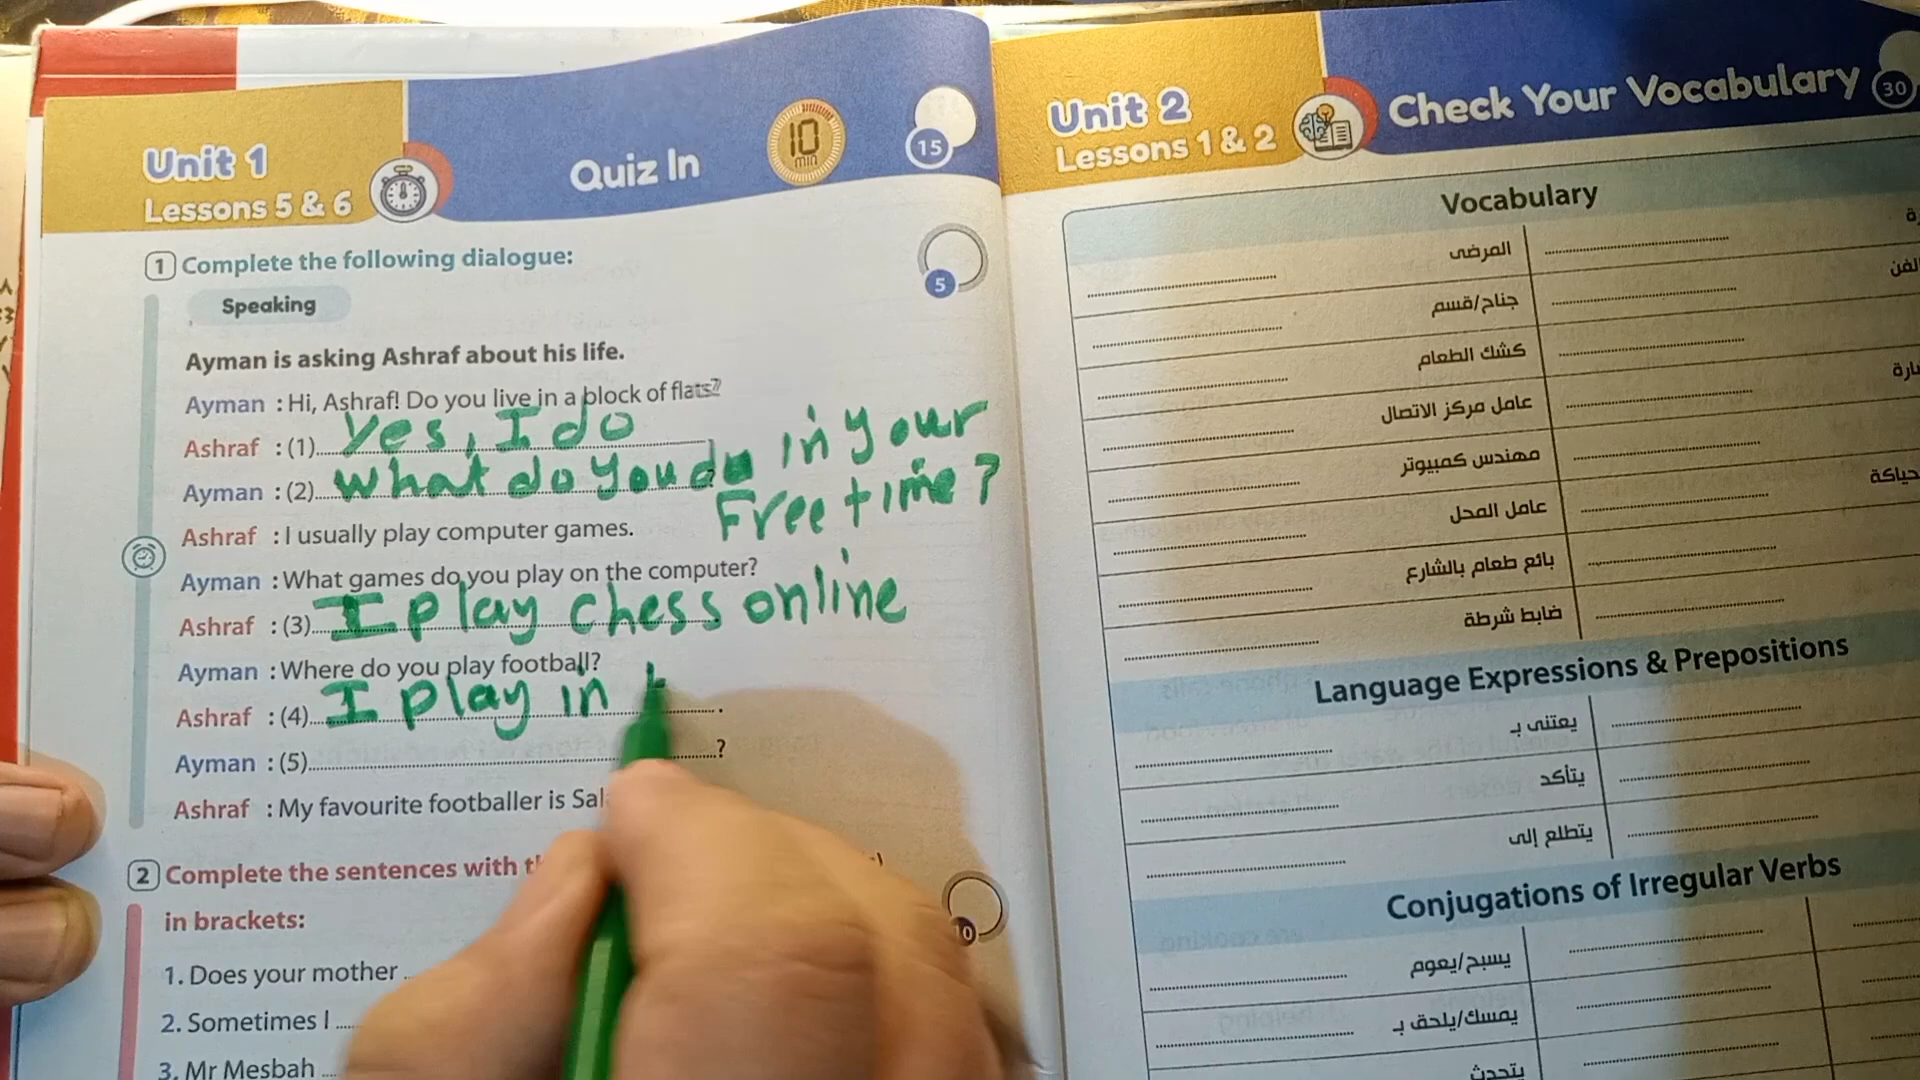 Unit 1
Lessons 5 & 6
Quiz In
10
min
15
1 Complete the following dialogue:
5
Speaking
Ayman is asking Ashraf about his life.
Ayman : Hi, Ashraf! Do you live in a block of flats?
Ashraf : (1) Yes, I do
Ayman : (2) What do you do in your
Free time?
Ashraf : I usually play computer games.
Ayman : What games do you play on the computer?
Ashraf : (3) I play chess online
Ayman : Where do you play football?
Ashraf : (4) I play in
Ayman : (5) ?
Ashraf : My favourite footballer is
2 Complete the sentences with
in brackets:
1. Does your mother
2. Sometimes I
3. Mr Mesbah
Unit 2
Lessons 1 & 2
Check Your Vocabulary
30
Vocabulary
المرضى
جناح/قسم
كشك الطعام
عامل مركز الاتصال
مهندس كمبيوتر
عامل المحل
بائع طعام بالشارع
ضابط شرطة
Language Expressions & Prepositions
يعتنى بـ
يتأكد
يتطلع إلى
Conjugations of Irregular Verbs
يسبح/يعوم
يمسك/يلحق بـ
يتحدث